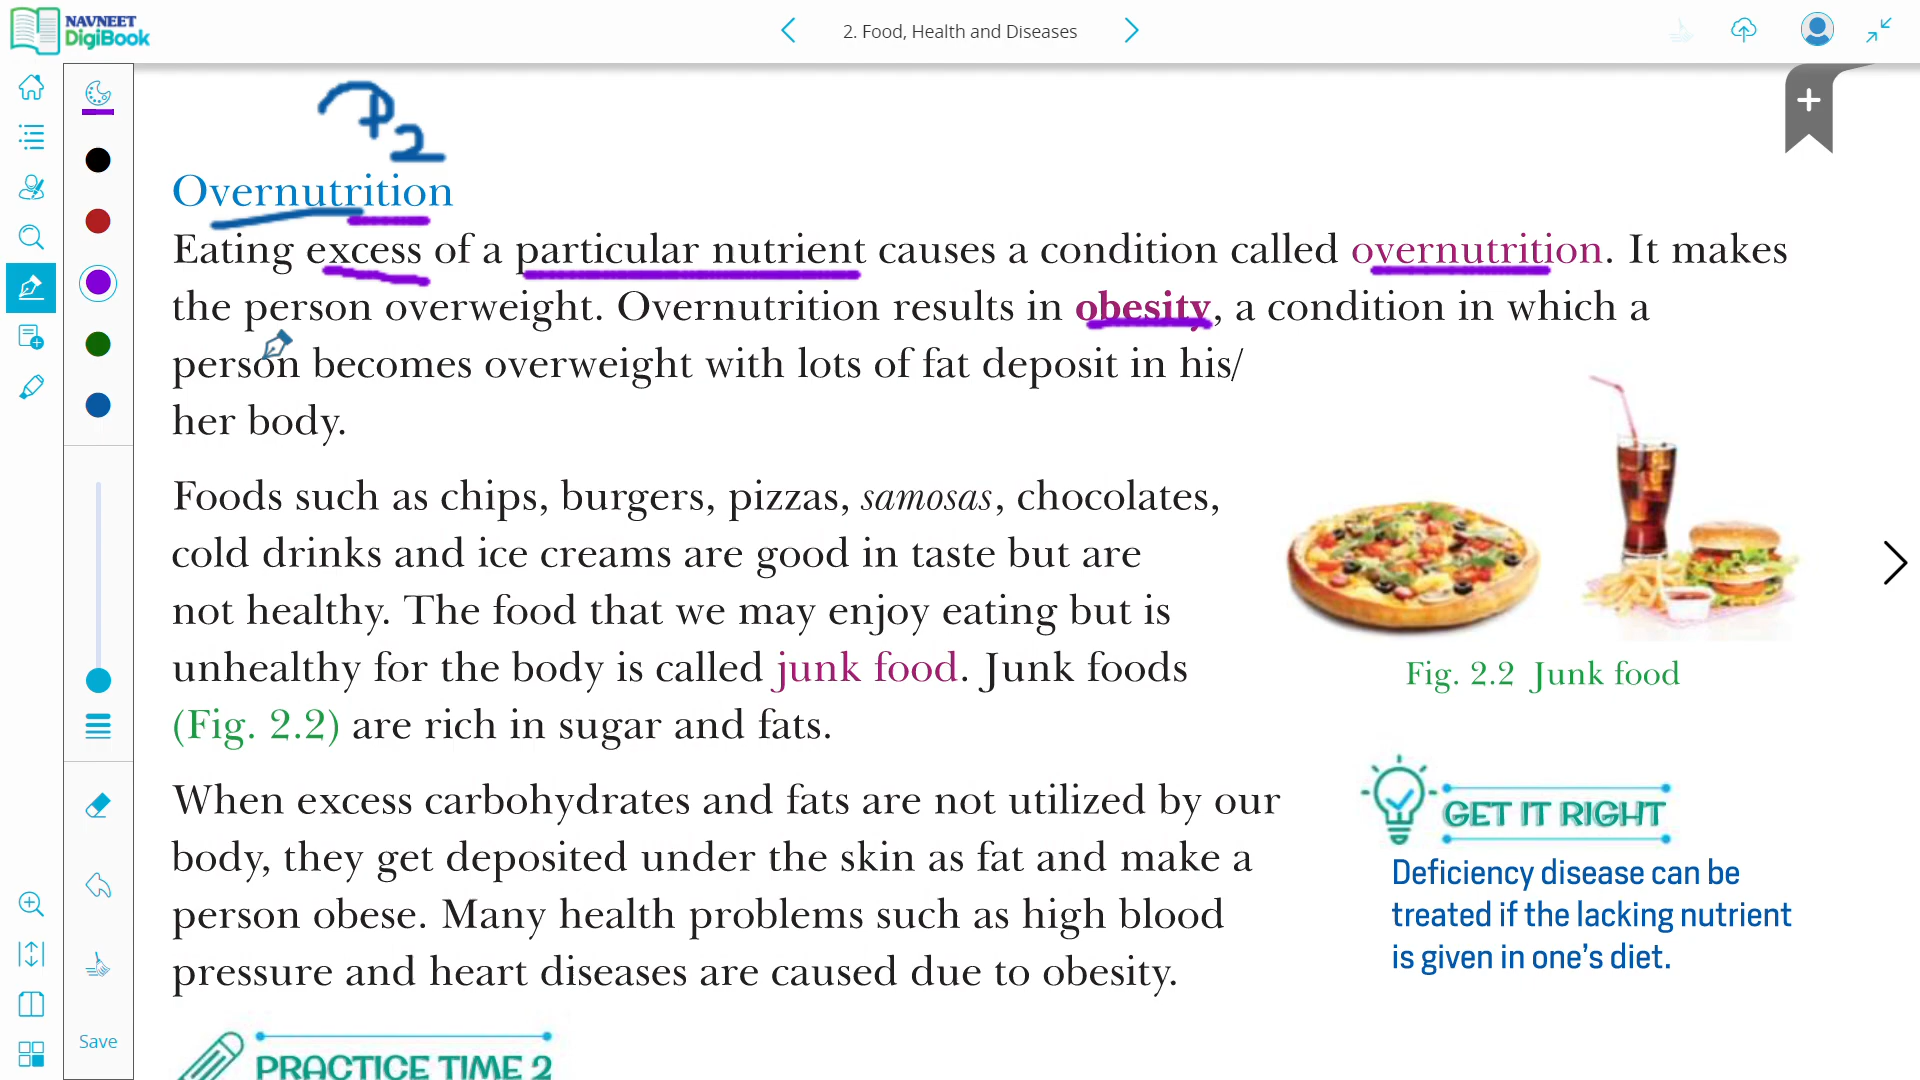 NAVNEET
DigiBook
2. Food, Health and Diseases
2
Overnutrition
Eating excess of a particular nutrient causes a condition called overnutrition. It makes
the person overweight. Overnutrition results in obesity, a condition in which a
person becomes overweight with lots of fat deposit in his/
her body.
Foods such as chips, burgers, pizzas, samosas, chocolates,
cold drinks and ice creams are good in taste but are
not healthy. The food that we may enjoy eating but is
unhealthy for the body is called junk food. Junk foods
(Fig. 2.2) are rich in sugar and fats.
Fig. 2.2 Junk food
When excess carbohydrates and fats are not utilized by our
body, they get deposited under the skin as fat and make a
person obese. Many health problems such as high blood
pressure and heart diseases are caused due to obesity.
GET IT RIGHT
Deficiency disease can be
treated if the lacking nutrient
is given in one's diet.
Save
PRACTICE TIME 2